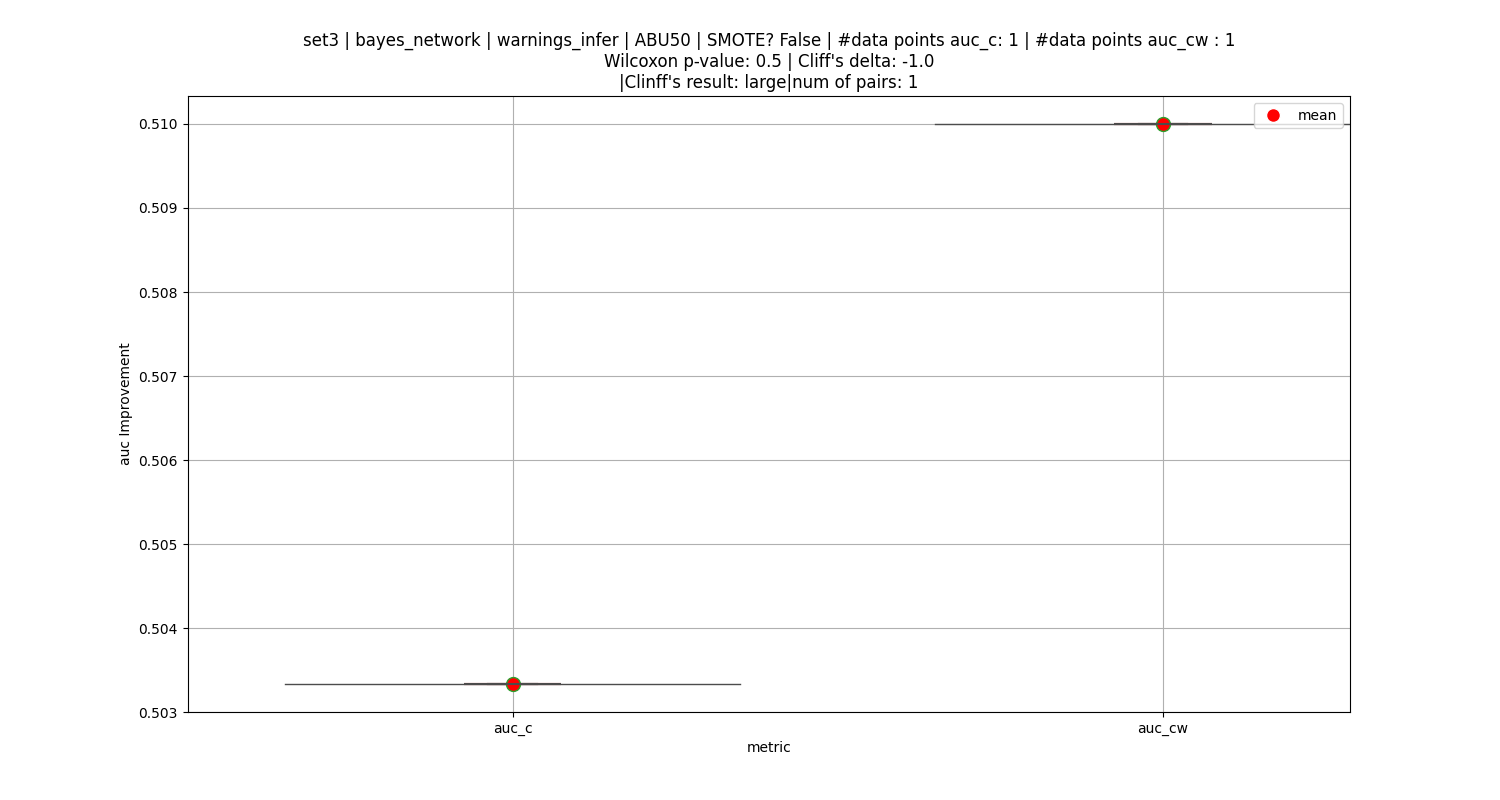 set3 | bayes_network | warnings_infer | ABU50 | SMOTE? False | #data points auc_c: 1 | #data points auc_cw : 1
Wilcoxon p-value: 0.5 | Cliff's delta: -1.0
|Clinff's result: large|num of pairs: 1
mean
0.510
0.509
0.508
0.507
0.506
0.505
0.504
0.503
auc Improvement
auc_c
auc_cw
metric